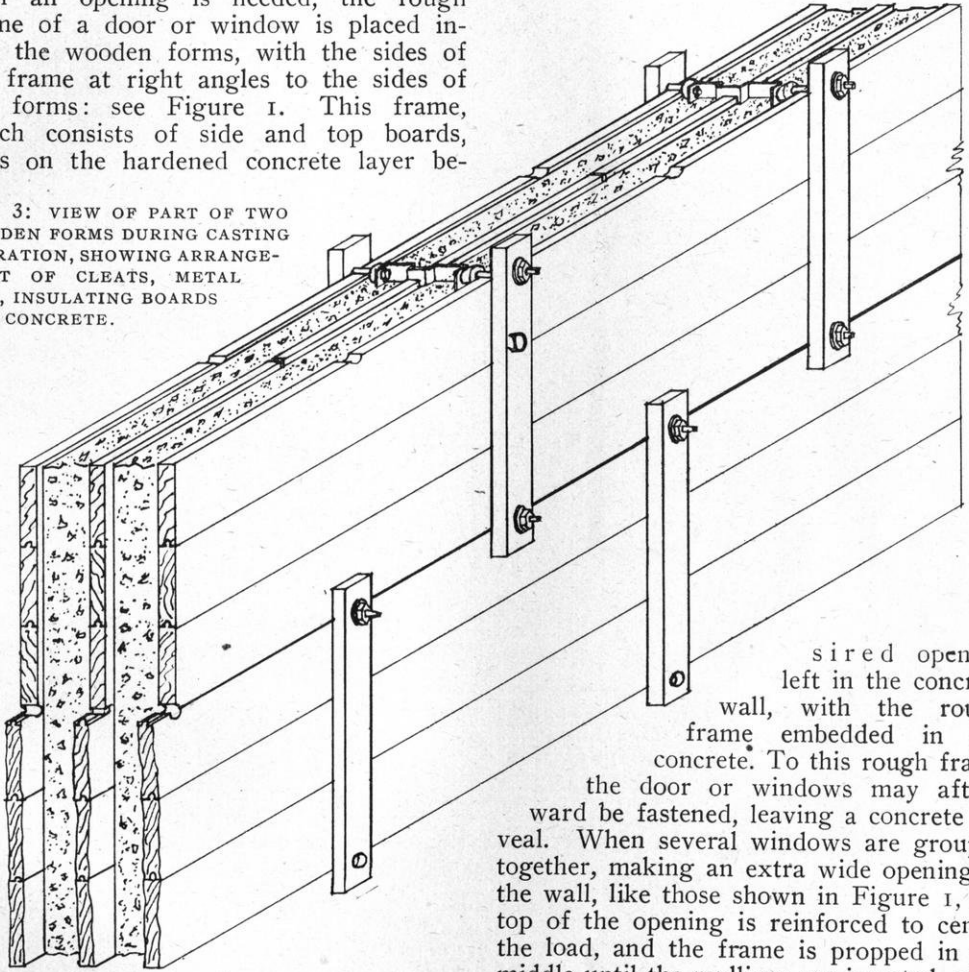 an opening is needed, the rough
ne of a door or window is placed in-
the wooden forms, with the sides of
frame at right angles to the sides of
forms: see Figure 1. This frame,
ch consists of side and top boards,
s on the hardened concrete layer be-
3: VIEW OF PART OF TWO
DEN FORMS DURING CASTING
RATION, SHOWING ARRANGE-
T OF CLEATS, METAL
, INSULATING BOARDS
CONCRETE.
sired open
left in the concr
wall, with the rou
frame embedded in
concrete. To this rough fra
the door or windows may aft
ward be fastened, leaving a concrete
veal. When several windows are grou
together, making an extra wide opening
the wall, like those shown in Figure 1,
top of the opening is reinforced to cen
the load, and the frame is propped in
middle until the